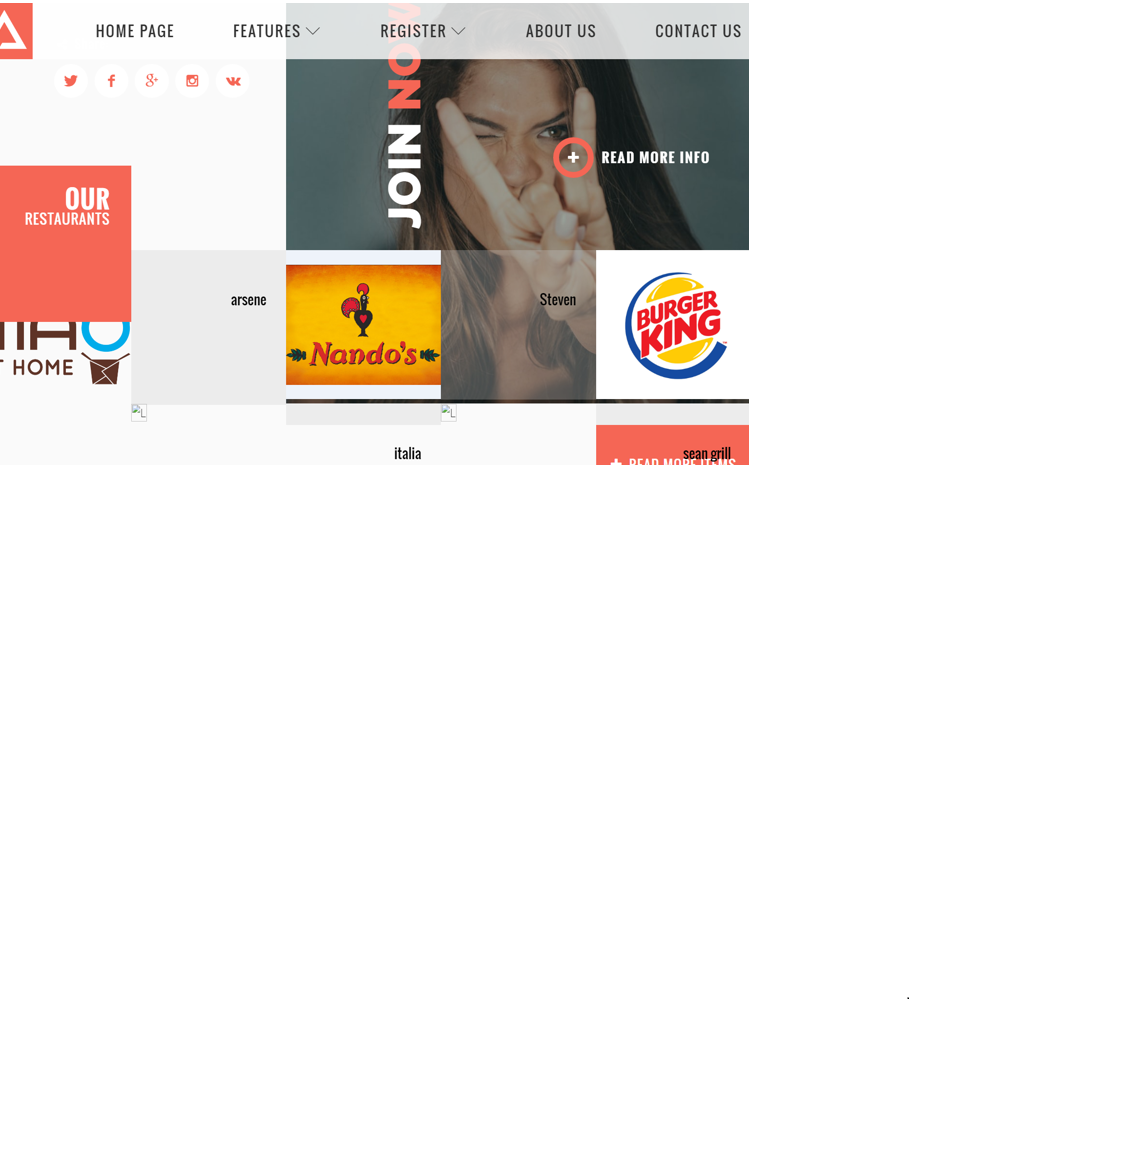 HOME PAGE
FEATURES
REGISTER
ABOUT US
CONTACT US
JOIN NOW
READ MORE INFO
OUR
RESTAURANTS
arsene
Nando's
Steven
BURGER
KING
HOME
italia
sean grill
READ MORE ITEMS